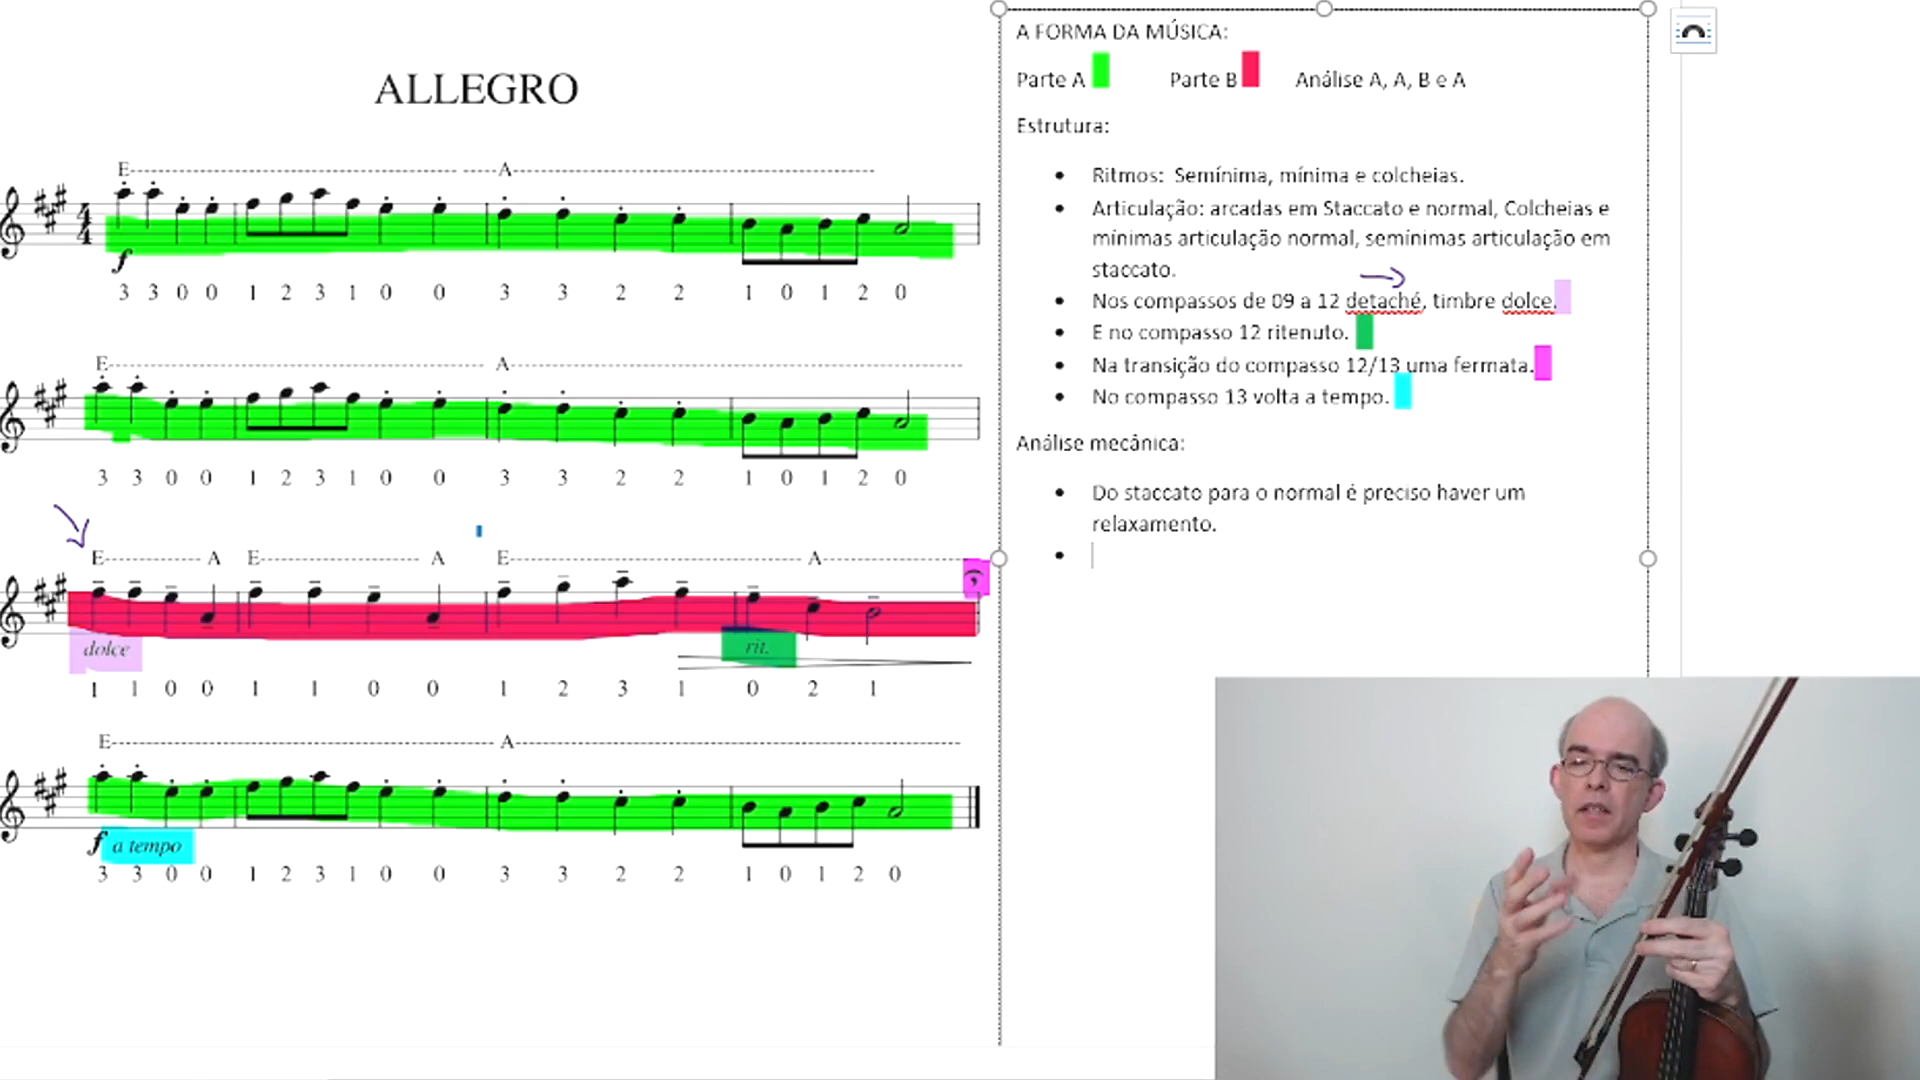 ALLEGRO
E A
4
4
f
3 3 0 0 1 2 3 1 0 0 3 3 2 2 1 0 1 2 0
E A
3 3 0 0 1 2 3 1 0 0 3 3 2 2 1 0 1 2 0
E A E A E A
dolce rit.
1 1 0 0 1 1 0 0 1 2 3 1 0 2 1
E A
f a tempo
3 3 0 0 1 2 3 1 0 0 3 3 2 2 1 0 1 2 0
A FORMA DA MÚSICA:
Parte A Parte B Análise A, A, B e A
Estrutura:
• Ritmos: Semínima, mínima e colcheias.
• Articulação: arcadas em Staccato e normal, Colcheias e
mínimas articulação normal, semínimas articulação em
staccato.
• Nos compassos de 09 a 12 detaché, timbre dolce.
• E no compasso 12 ritenuto.
• Na transição do compasso 12/13 uma fermata.
• No compasso 13 volta a tempo.
Análise mecânica:
• Do staccato para o normal é preciso haver um
relaxamento.
•